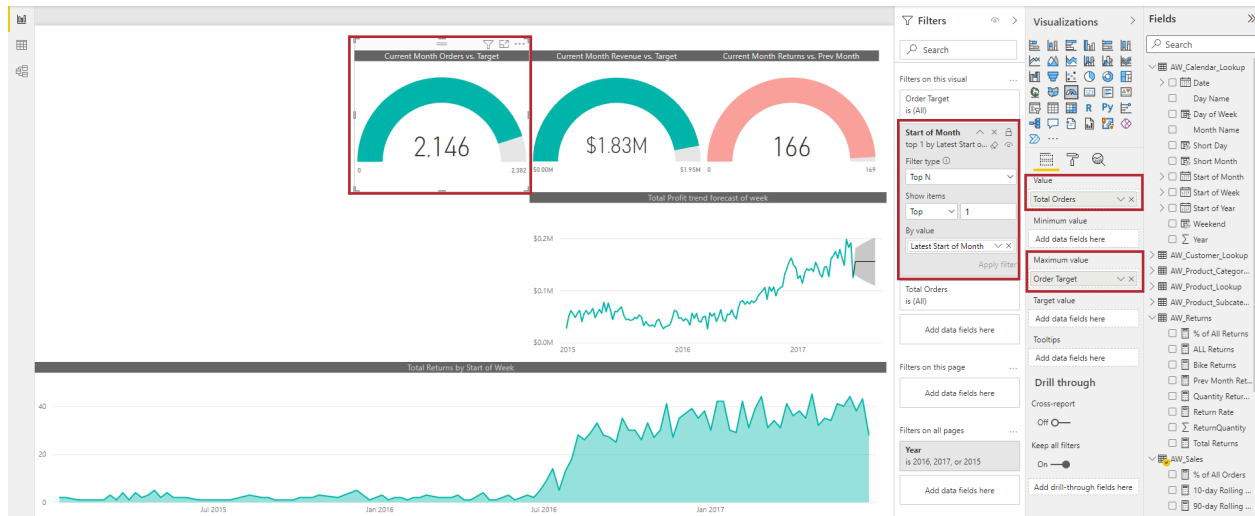 Current Month Orders vs. Target
2,146
0
2,382
Current Month Revenue vs. Target
$1.83M
$0.00M
$1.95M
Current Month Returns vs. Prev Month
166
0
169
Total Profit trend forecast of week
$0.2M
$0.1M
$0.0M
2015
2016
2017
Total Returns by Start of Week
40
20
0
Jul 2015
Jan 2016
Jul 2016
Jan 2017
Filters
Search
Filters on this visual
Order Target
is (All)
Start of Month
top 1 by Latest Start o...
Filter type
Top N
Show items
Top
1
By value
Latest Start of Month
Apply filter
Total Orders
is (All)
Add data fields here
Filters on this page
Add data fields here
Filters on all pages
Year
is 2016, 2017, or 2015
Add data fields here
Visualizations
R
Py
Value
Total Orders
Minimum value
Add data fields here
Maximum value
Order Target
Target value
Add data fields here
Tooltips
Add data fields here
Drill through
Cross-report
Off
Keep all filters
On
Add drill-through fields here
Fields
Search
AW_Calendar_Lookup
Date
Day Name
Day of Week
Month Name
Short Day
Short Month
Start of Month
Start of Week
Start of Year
Weekend
Year
AW_Customer_Lookup
AW_Product_Categor...
AW_Product_Lookup
AW_Product_Subcate...
AW_Returns
% of All Returns
ALL Returns
Bike Returns
Prev Month Ret...
Quantity Retur...
Return Rate
ReturnQuantity
Total Returns
AW_Sales
% of All Orders
10-day Rolling ...
90-day Rolling ...